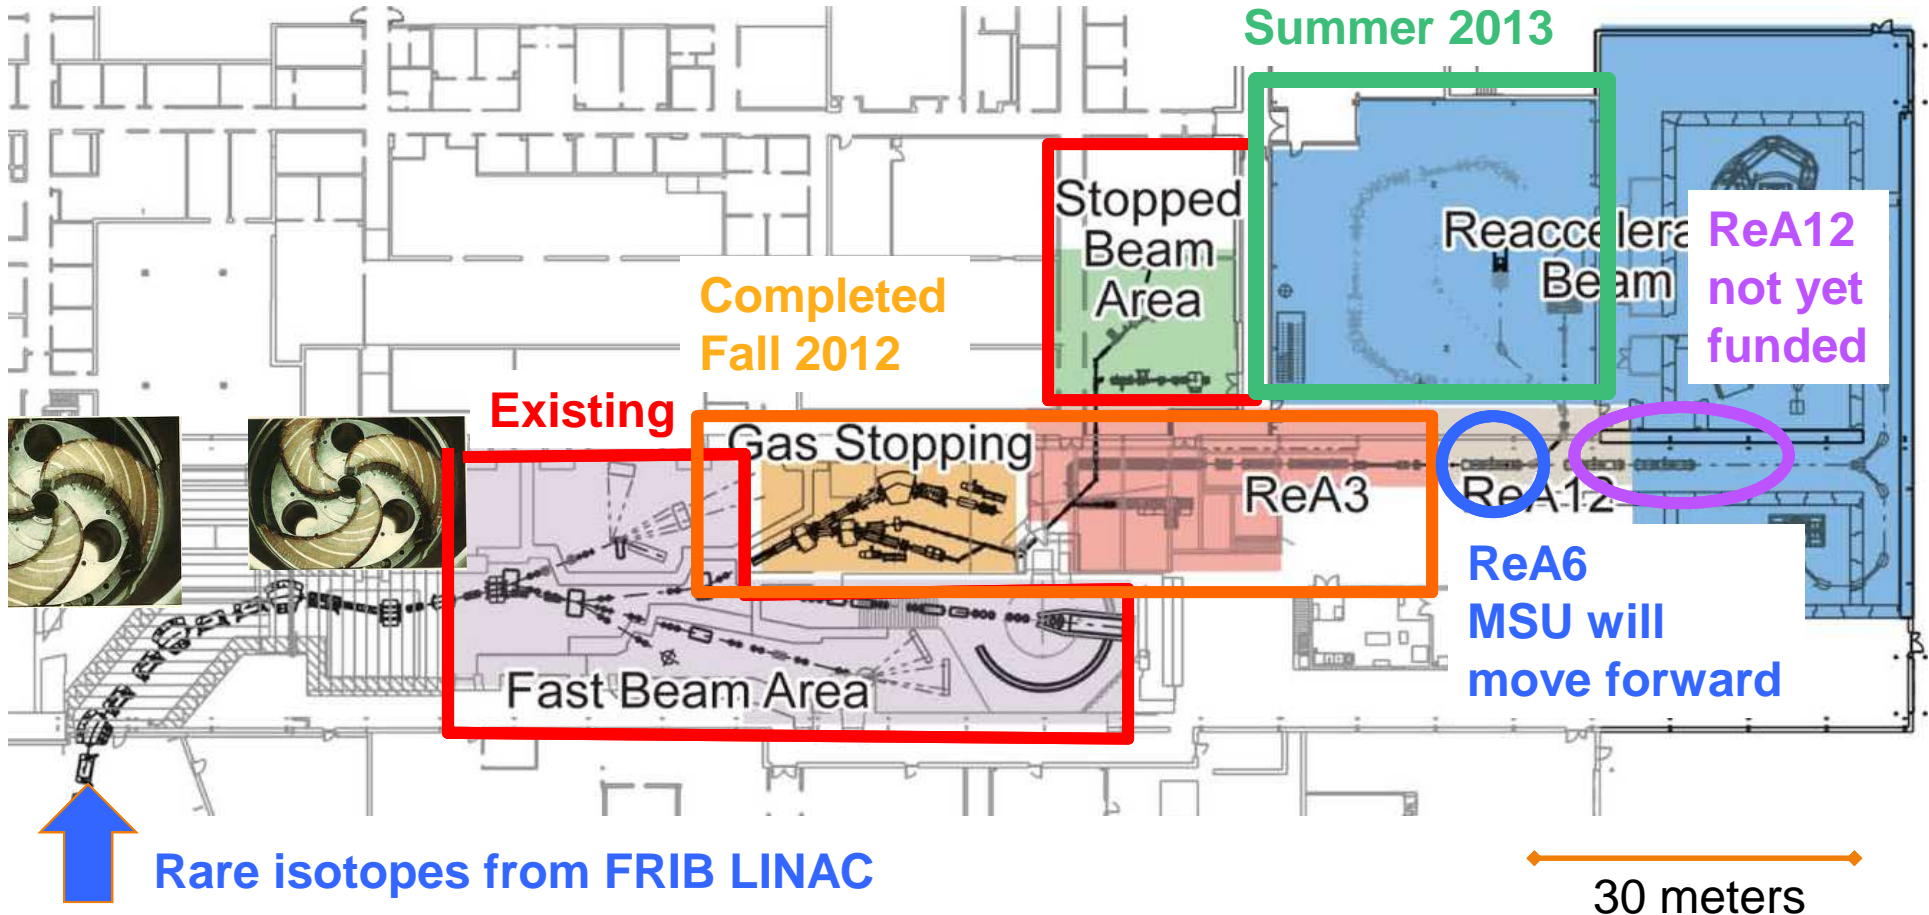 Summer 2013
Stopped
Beam
Area
Reaccelera
Beam
ReA12
not yet
funded
Completed
Fall 2012
Existing
Gas Stopping
ReA3
ReA12
ReA6
MSU will
move forward
Fast Beam Area
Rare isotopes from FRIB LINAC
30 meters